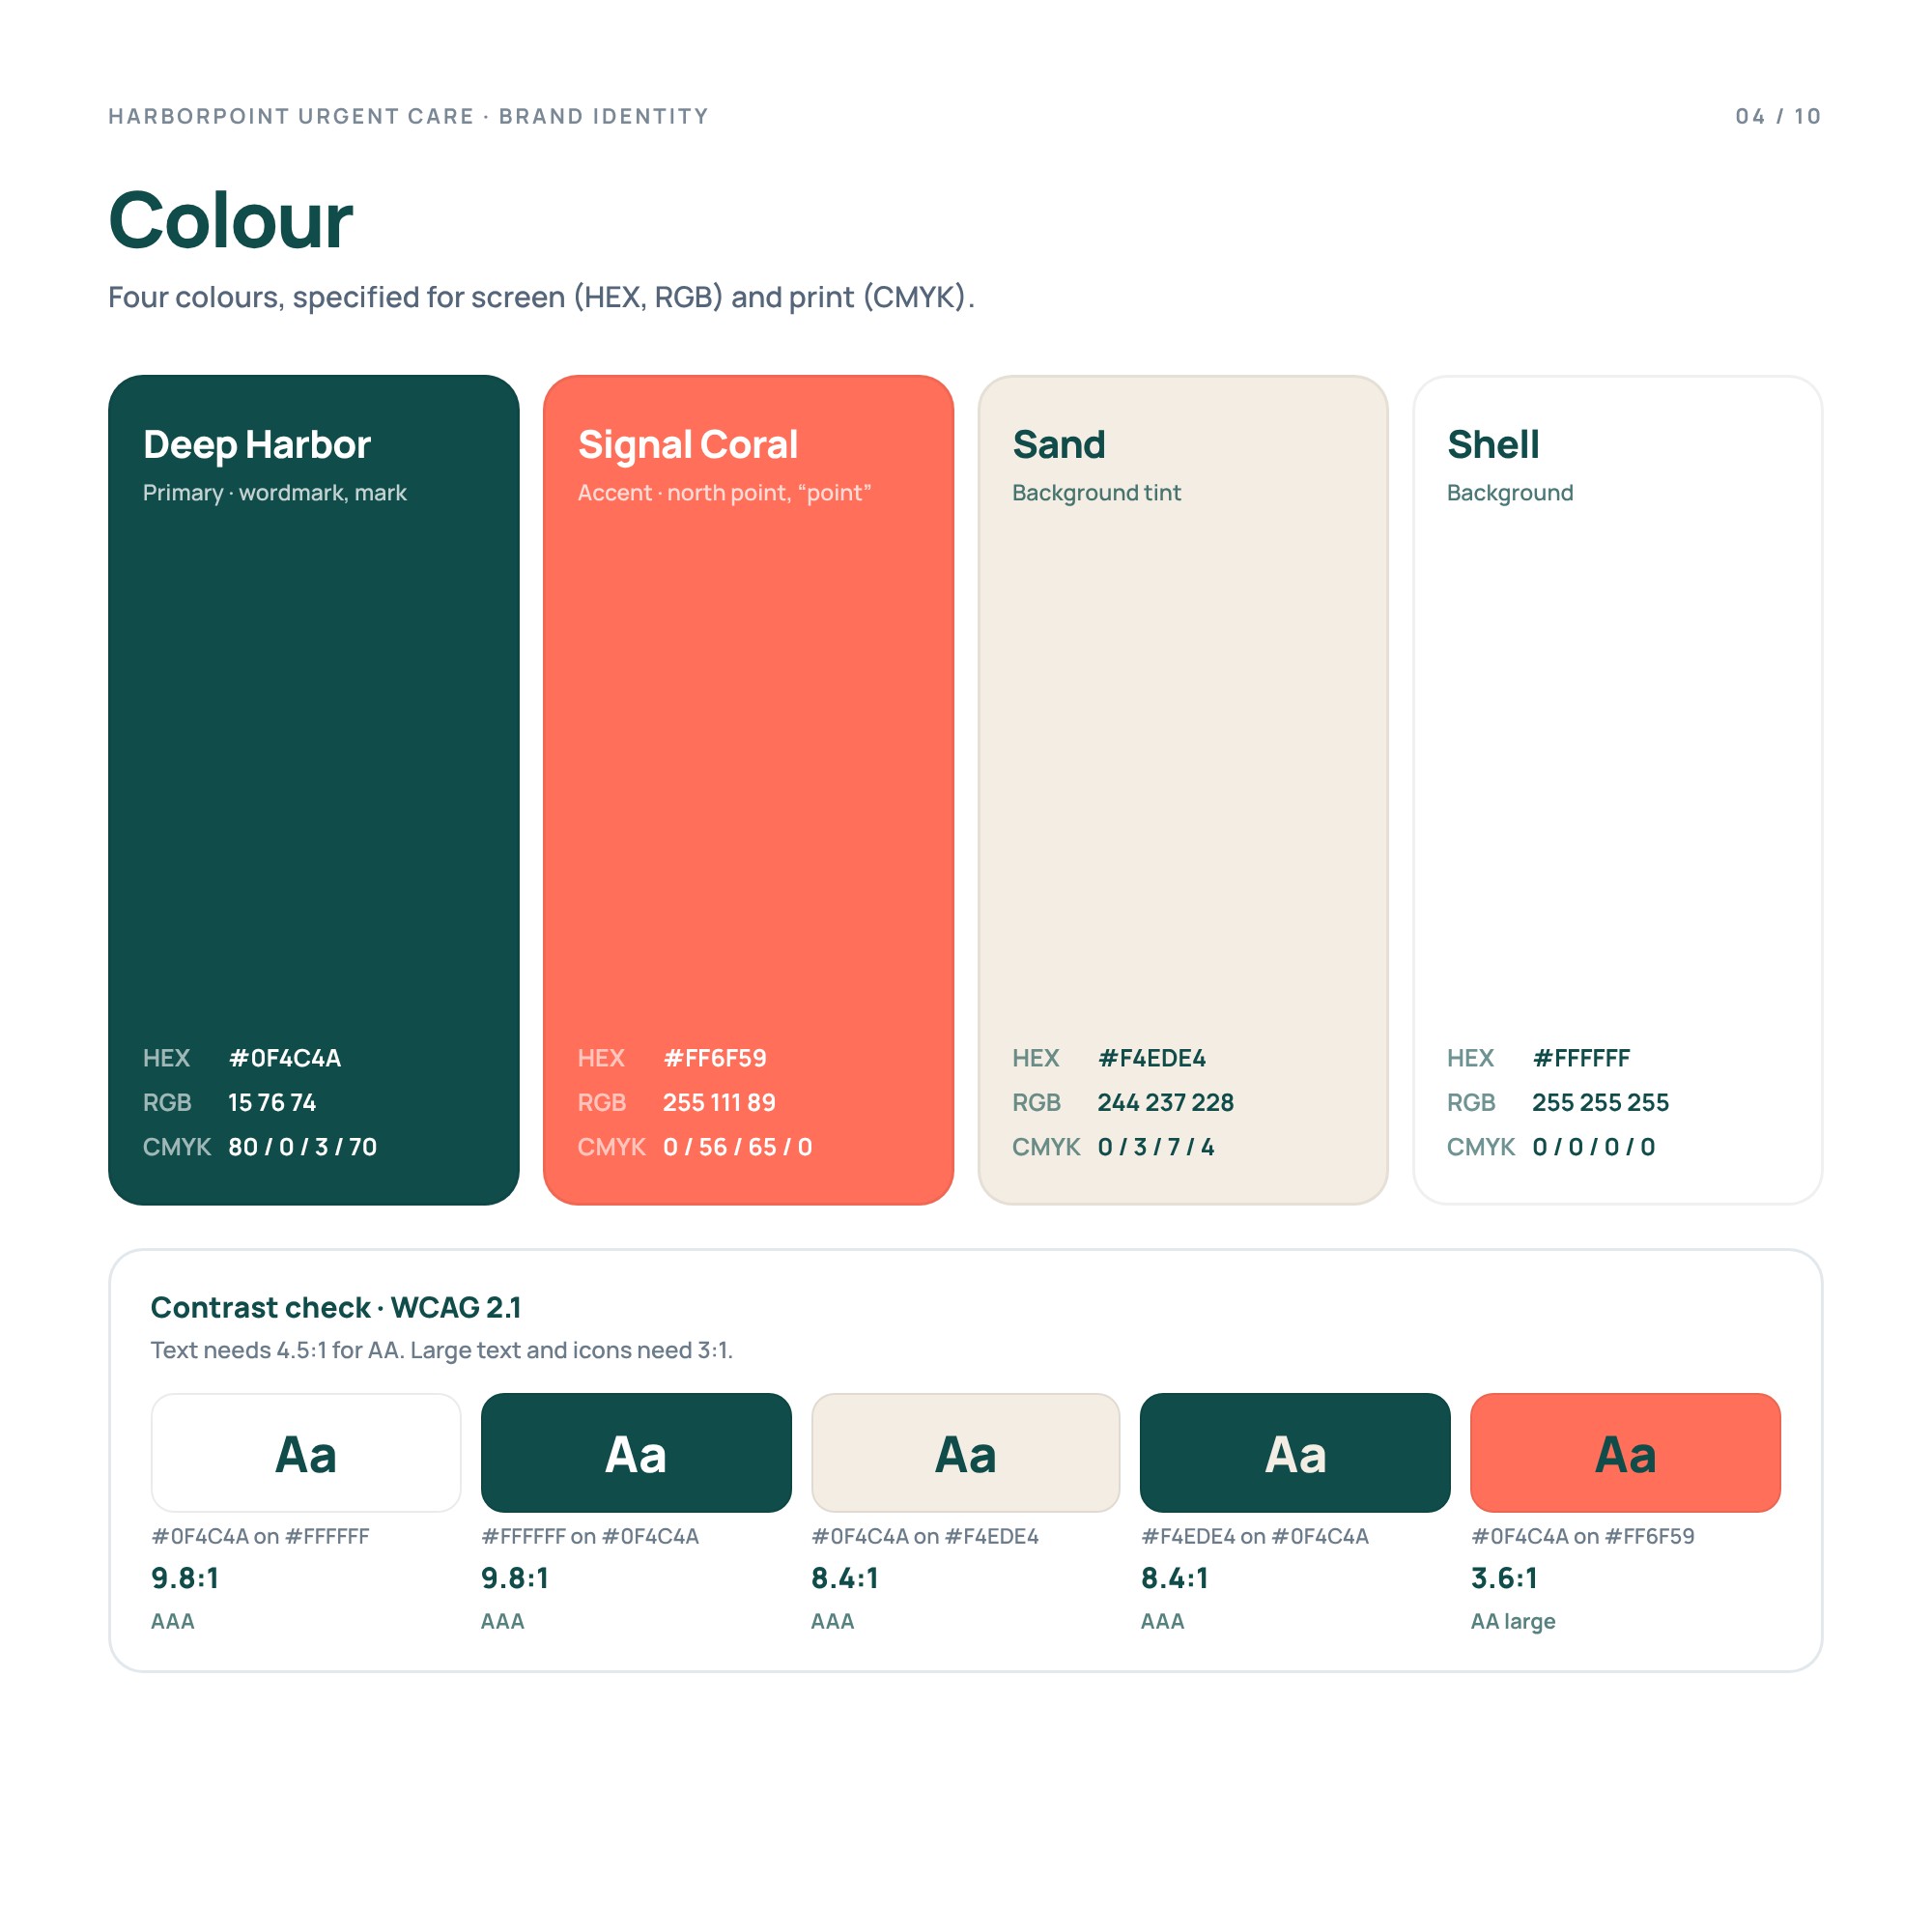 HARBORPOINT URGENT CARE · BRAND IDENTITY
04 / 10
Colour
Four colours, specified for screen (HEX, RGB) and print (CMYK).
Deep Harbor
Primary · wordmark, mark
HEX #0F4C4A
RGB 15 76 74
CMYK 80 / 0 / 3 / 70
Signal Coral
Accent · north point, “point”
HEX #FF6F59
RGB 255 111 89
CMYK 0 / 56 / 65 / 0
Sand
Background tint
HEX #F4EDE4
RGB 244 237 228
CMYK 0 / 3 / 7 / 4
Shell
Background
HEX #FFFFFF
RGB 255 255 255
CMYK 0 / 0 / 0 / 0
Contrast check · WCAG 2.1
Text needs 4.5:1 for AA. Large text and icons need 3:1.
Aa
#0F4C4A on #FFFFFF
9.8:1
AAA
Aa
#FFFFFF on #0F4C4A
9.8:1
AAA
Aa
#0F4C4A on #F4EDE4
8.4:1
AAA
Aa
#F4EDE4 on #0F4C4A
8.4:1
AAA
Aa
#0F4C4A on #FF6F59
3.6:1
AA large